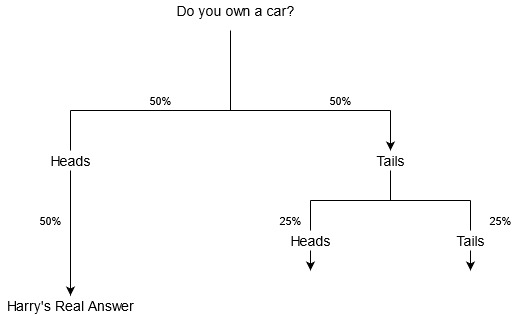 Do you own a car?
50%
50%
Heads
Tails
50%
25%
25%
Heads
Tails
Harry's Real Answer